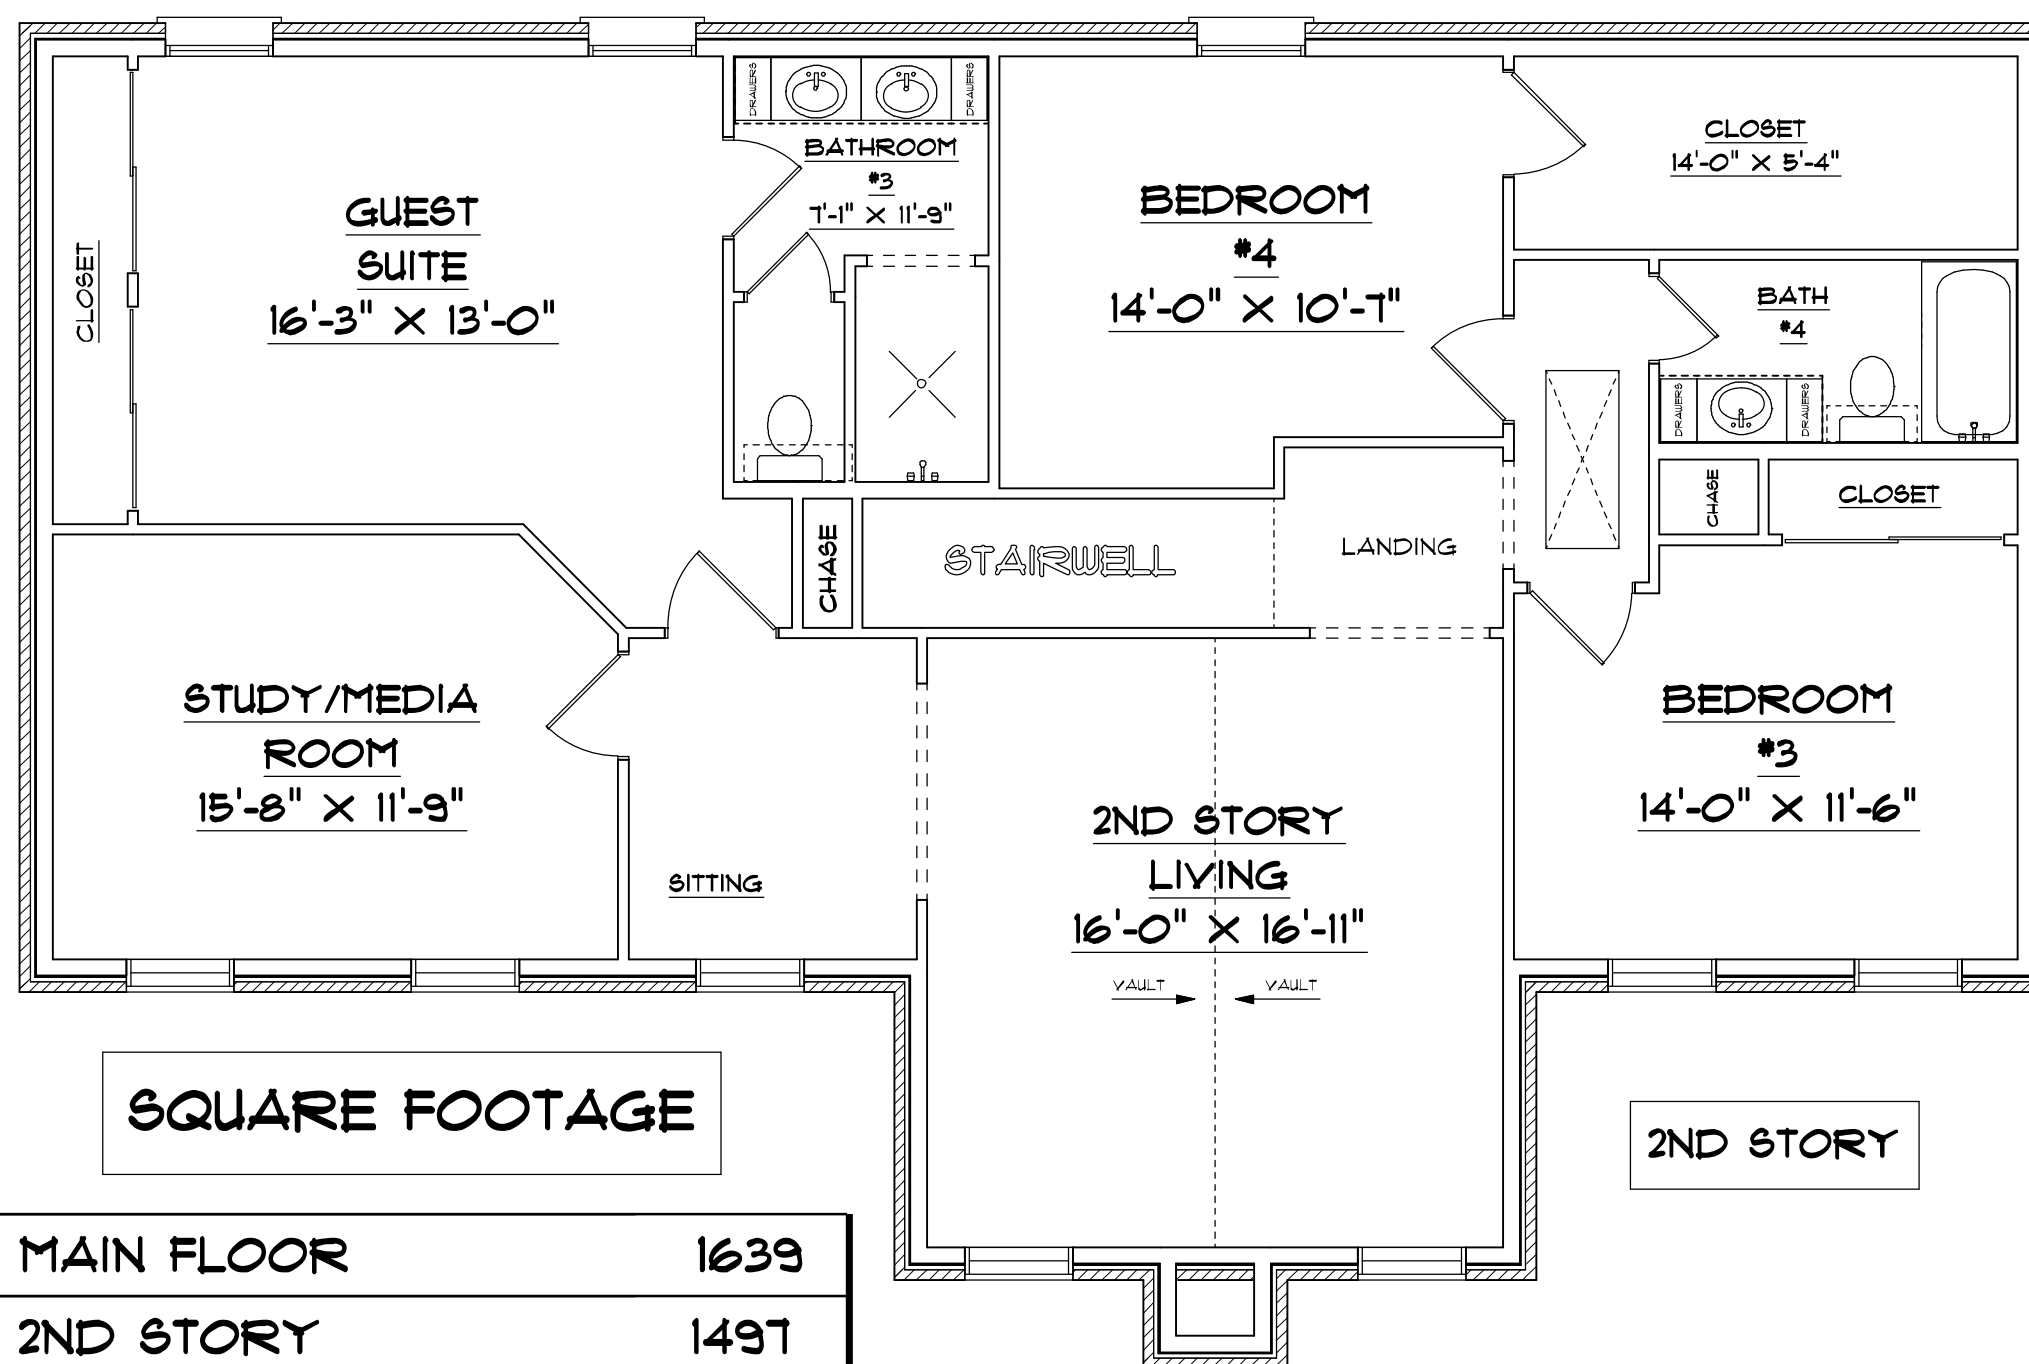 DRAWERS
DRAWERS
BATHROOM
#3
7'-1" X 11'-9"
CLOSET
14'-0" X 5'-4"
GUEST
SUITE
16'-3" X 13'-0"
CLOSET
BEDROOM
#4
14'-0" X 10'-7"
BATH
#4
DRAWERS
DRAWERS
CHASE
CLOSET
CHASE
STAIRWELL
LANDING
STUDY/MEDIA
ROOM
15'-8" X 11'-9"
SITTING
2ND STORY
LIVING
16'-0" X 16'-11"
VAULT
VAULT
BEDROOM
#3
14'-0" X 11'-6"
SQUARE FOOTAGE
2ND STORY
MAIN FLOOR 1639
2ND STORY 1497